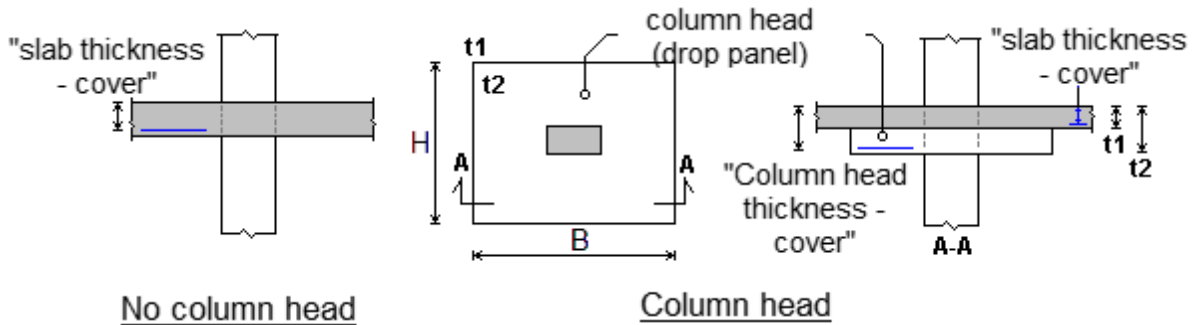 "slab thickness
- cover"
No column head
t1
t2
H
A
A
B
column head
(drop panel)
"slab thickness
- cover"
t1
t2
"Column head
thickness -
cover"
A-A
Column head